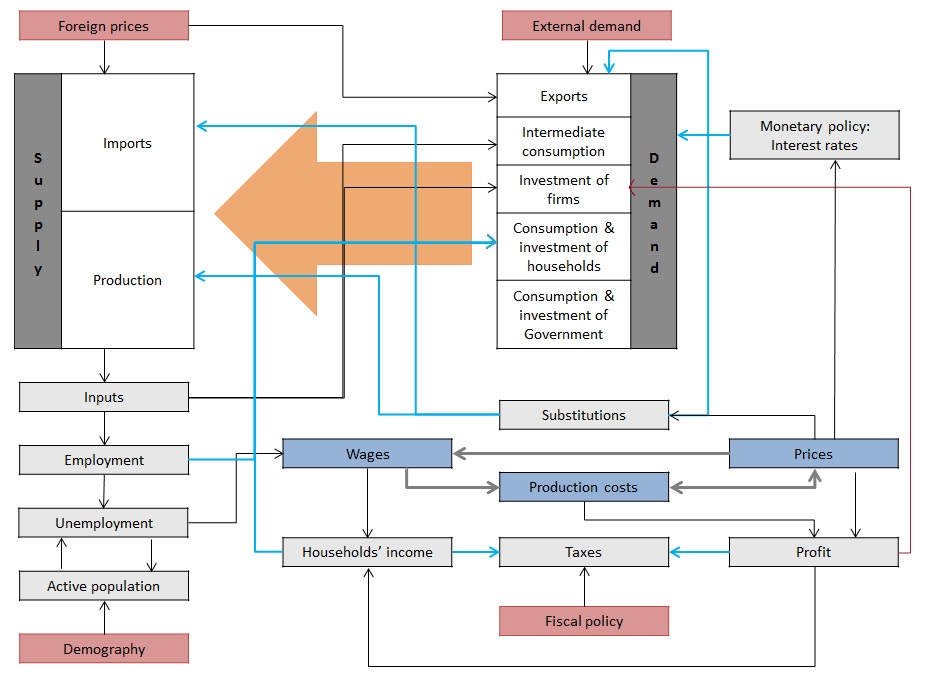 Foreign prices
External demand
Supply
Imports
Production
Exports
Intermediate
consumption
Investment of
firms
Consumption &
investment of
households
Consumption &
investment of
Government
Demand
Monetary policy:
Interest rates
Inputs
Substitutions
Employment
Wages
Prices
Production costs
Unemployment
Households’ income
Taxes
Profit
Active population
Fiscal policy
Demography